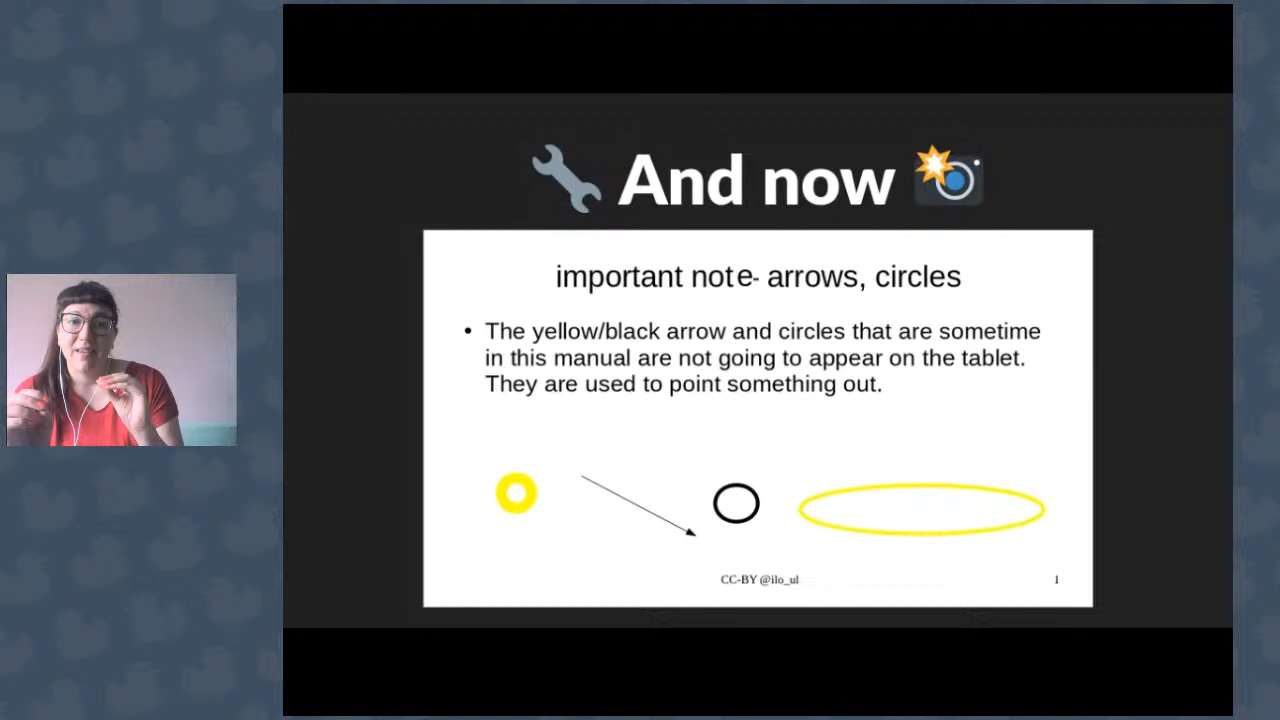 And now
important note- arrows, circles
• The yellow/black arrow and circles that are sometime
in this manual are not going to appear on the tablet.
They are used to point something out.
CC-BY @ilo_ul
1